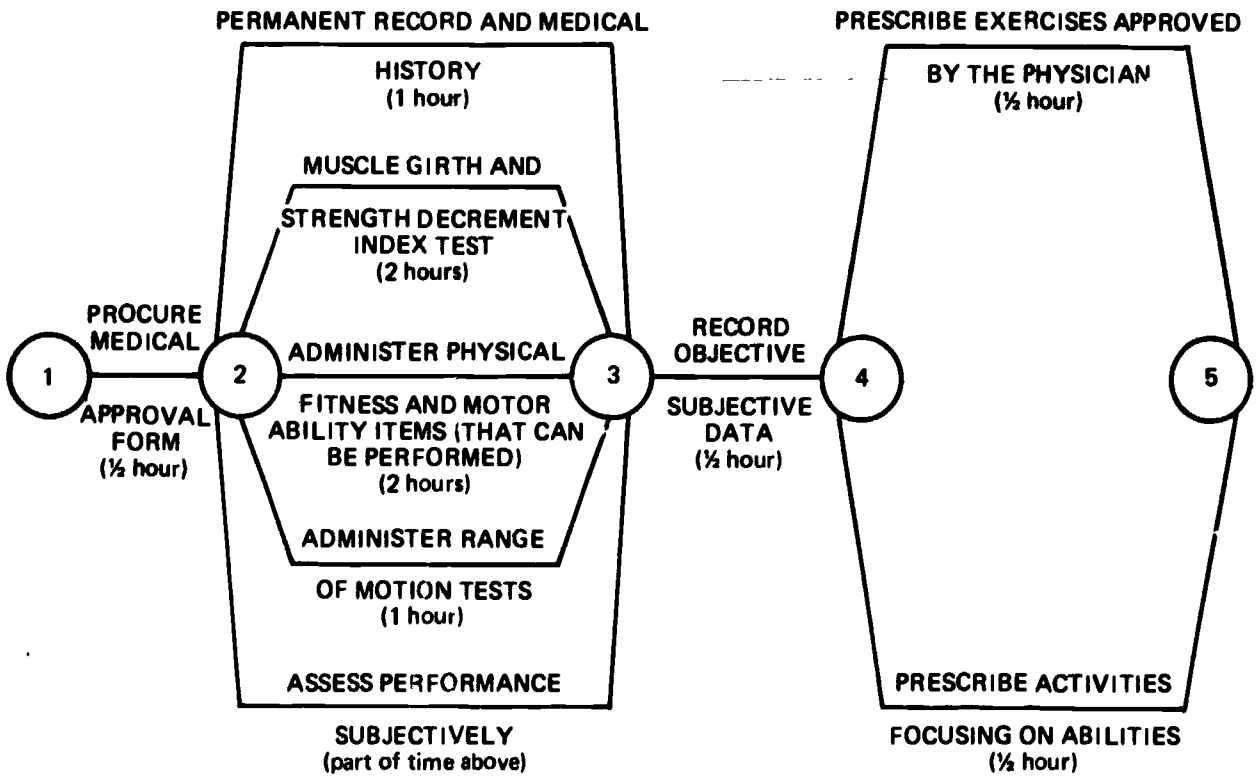 PERMANENT RECORD AND MEDICAL
HISTORY
(1 hour)
MUSCLE GIRTH AND
STRENGTH DECREMENT
INDEX TEST
(2 hours)
PROCURE
MEDICAL
APPROVAL
FORM
(½ hour)
1
2
ADMINISTER PHYSICAL
FITNESS AND MOTOR
ABILITY ITEMS (THAT CAN
BE PERFORMED)
(2 hours)
ADMINISTER RANGE
OF MOTION TESTS
(1 hour)
ASSESS PERFORMANCE
SUBJECTIVELY
(part of time above)
3
RECORD
OBJECTIVE
SUBJECTIVE
DATA
(½ hour)
4
PRESCRIBE EXERCISES APPROVED
BY THE PHYSICIAN
(½ hour)
5
PRESCRIBE ACTIVITIES
FOCUSING ON ABILITIES
(½ hour)